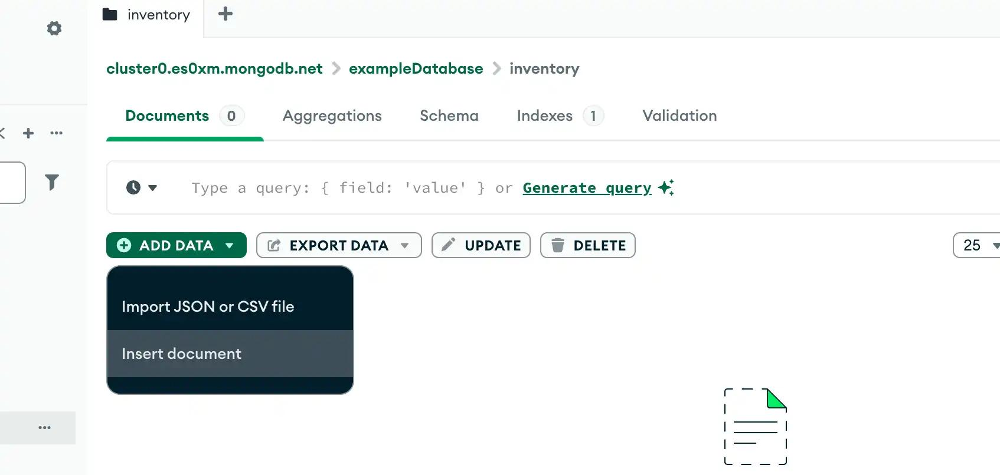 inventory
cluster0.es0xm.mongodb.net > exampleDatabase > inventory
Documents 0 Aggregations Schema Indexes 1 Validation
Type a query: { field: 'value' } or Generate query
ADD DATA EXPORT DATA UPDATE DELETE 25
Import JSON or CSV file
Insert document